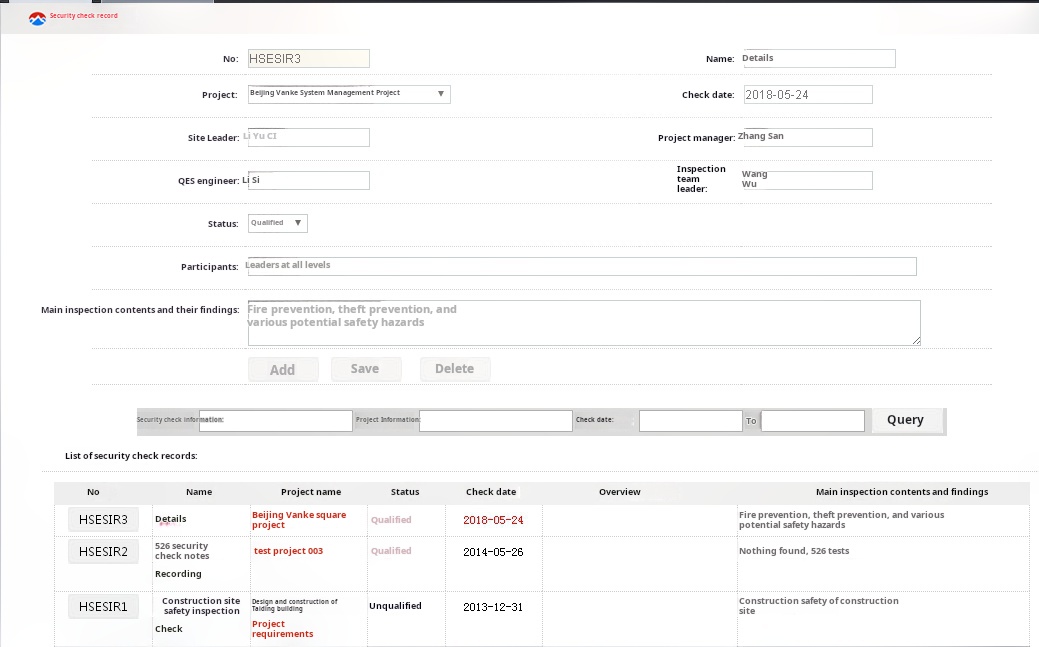 Security check record
No: HSESIR3 Name: Details
Project: Beijing Vanke System Management Project ▼ Check date: 2018-05-24
Site Leader: Li Yu CI Project manager: Zhang San
QES engineer: Li Si Inspection team leader: Wang Wu
Status: Qualified ▼
Participants: Leaders at all levels
Main inspection contents and their findings: Fire prevention, theft prevention, and
various potential safety hazards
Add Save Delete
Security check information: Project Information: Check date: To Query
List of security check records:
No Name Project name Status Check date Overview Main inspection contents and findings
HSESIR3 Details Beijing Vanke square project Qualified 2018-05-24 Fire prevention, theft prevention, and various potential safety hazards
HSESIR2 526 security check notes Recording test project 003 Qualified 2014-05-26 Nothing found, 526 tests
HSESIR1 Construction site safety inspection Check Design and construction of Taiding building Project requirements Unqualified 2013-12-31 Construction safety of construction site